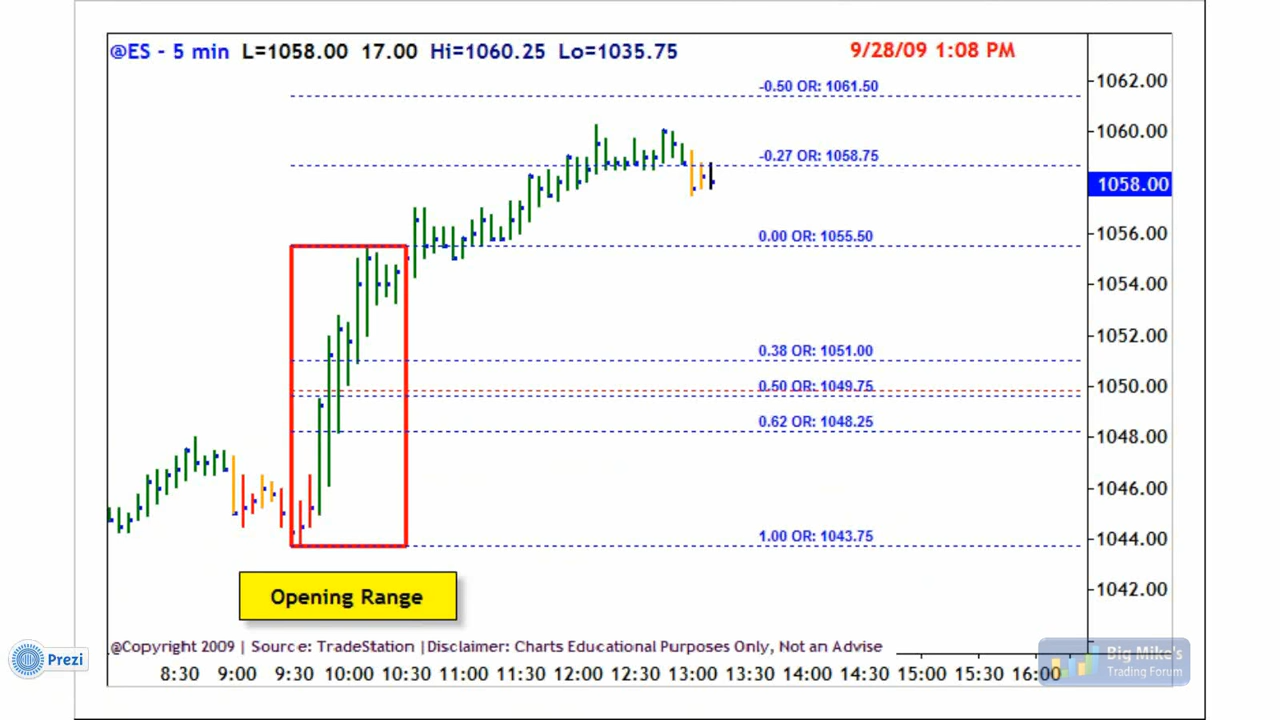 @ES - 5 min L=1058.00 17.00 Hi=1060.25 Lo=1035.75
9/28/09 1:08 PM
1062.00
-0.50 OR: 1061.50
1060.00
-0.27 OR: 1058.75
1058.00
0.00 OR: 1055.50
1056.00
1054.00
1052.00
0.38 OR: 1051.00
1050.00
0.50 OR: 1049.75
0.62 OR: 1048.25
1048.00
1046.00
1.00 OR: 1043.75
1044.00
1042.00
Opening Range
@Copyright 2009 | Source: TradeStation |Disclaimer: Charts Educational Purposes Only, Not an Advise
Prezi
Big Mike's
Trading Forum
8:30 9:00 9:30 10:00 10:30 11:00 11:30 12:00 12:30 13:00 13:30 14:00 14:30 15:00 15:30 16:00